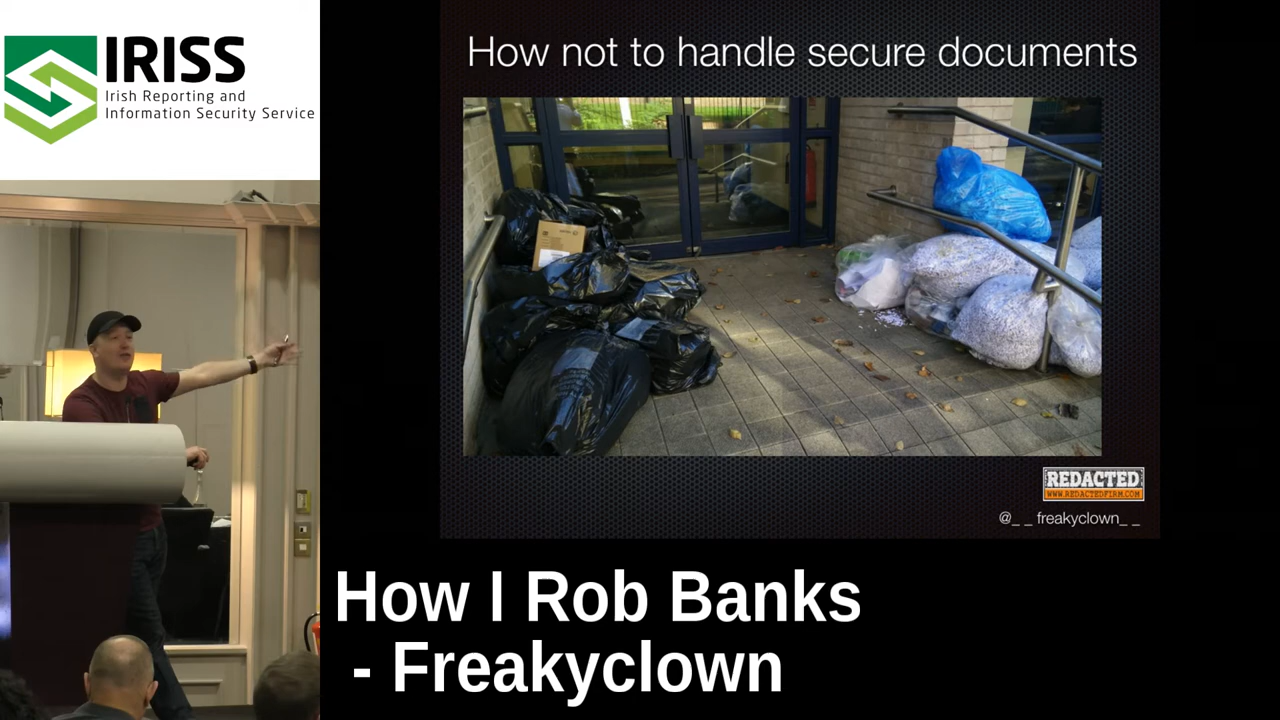 IRISS
Irish Reporting and
Information Security Service
How not to handle secure documents
REDACTED
WWW.REDACTEDFIRM.COM
@_ _ freakyclown_ _
How I Rob Banks
- Freakyclown